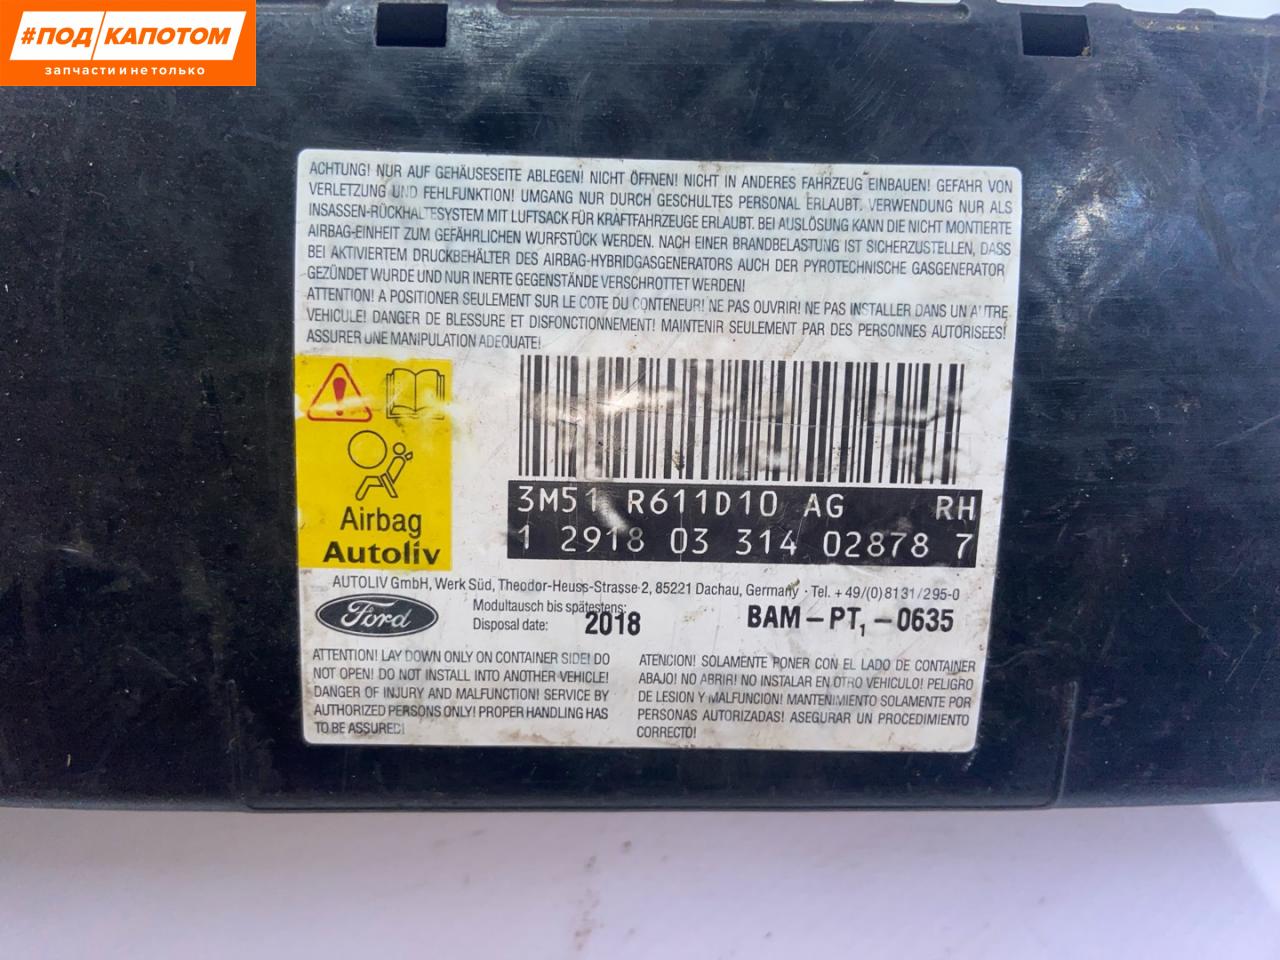 #ПОД КАПОТОМ
запчасти и не только
ACHTUNG! NUR AUF GEHÄUSESEITE ABLEGEN! NICHT ÖFFNEN! NICHT IN ANDERES FAHRZEUG EINBAUEN! GEFAHR VON
VERLETZUNG UND FEHLFUNKTION! UMGANG NUR DURCH GESCHULTES PERSONAL ERLAUBT. VERWENDUNG NUR ALS
INSASSEN-RÜCKHALTESYSTEM MIT LUFTSACK FÜR KRAFTFAHRZEUGE ERLAUBT. BEI AUSLÖSUNG KANN DIE NICHT MONTIERTE
AIRBAG-EINHEIT ZUM GEFÄHRLICHEN WURFSTÜCK WERDEN. NACH EINER BRANDBELASTUNG IST SICHERZUSTELLEN, DASS
BEI AKTIVIERTEM DRUCKBEHÄLTER DES AIRBAG-HYBRIDGASGENERATORS AUCH DER PYROTECHNISCHE GASGENERATOR
GEZÜNDET WURDE UND NUR INERTE GEGENSTÄNDE VERSCHROTTET WERDEN!
ATTENTION! A POSITIONER SEULEMENT SUR LE COTE DU CONTENEUR! NE PAS OUVRIR! NE PAS INSTALLER DANS UN AUTRE
VEHICULE! DANGER DE BLESSURE ET DISFONCTIONNEMENT! MAINTENIR SEULEMENT PAR DES PERSONNES AUTORISEES!
ASSURER UNE MANIPULATION ADEQUATE!
3M51 R611D10 AG RH
1 2918 03 314 02878 7
Airbag
Autoliv
AUTOLIV GmbH, Werk Süd, Theodor-Heuss-Strasse 2, 85221 Dachau, Germany · Tel. +49/(0)8131/295-0
Ford
Modultausch bis spätestens:
Disposal date: 2018
BAM-PT₁-0635
ATTENTION! LAY DOWN ONLY ON CONTAINER SIDE! DO
NOT OPEN! DO NOT INSTALL INTO ANOTHER VEHICLE!
DANGER OF INJURY AND MALFUNCTION! SERVICE BY
AUTHORIZED PERSONS ONLY! PROPER HANDLING HAS
TO BE ASSURED!
ATENCION! SOLAMENTE PONER CON EL LADO DE CONTAINER
ABAJO! NO ABRIR! NO INSTALAR EN OTRO VEHICULO! PELIGRO
DE LESION Y MALFUNCIÓN! MANTENIMIENTO SOLAMENTE POR
PERSONAS AUTORIZADAS! ASEGURAR UN PROCEDIMIENTO
CORRECTO!